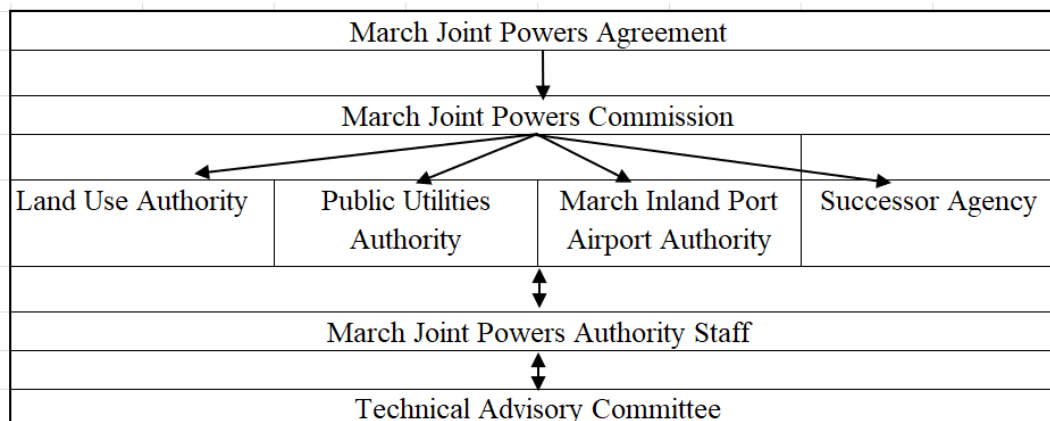 March Joint Powers Agreement
March Joint Powers Commission
Land Use Authority
Public Utilities
Authority
March Inland Port
Airport Authority
Successor Agency
March Joint Powers Authority Staff
Technical Advisory Committee